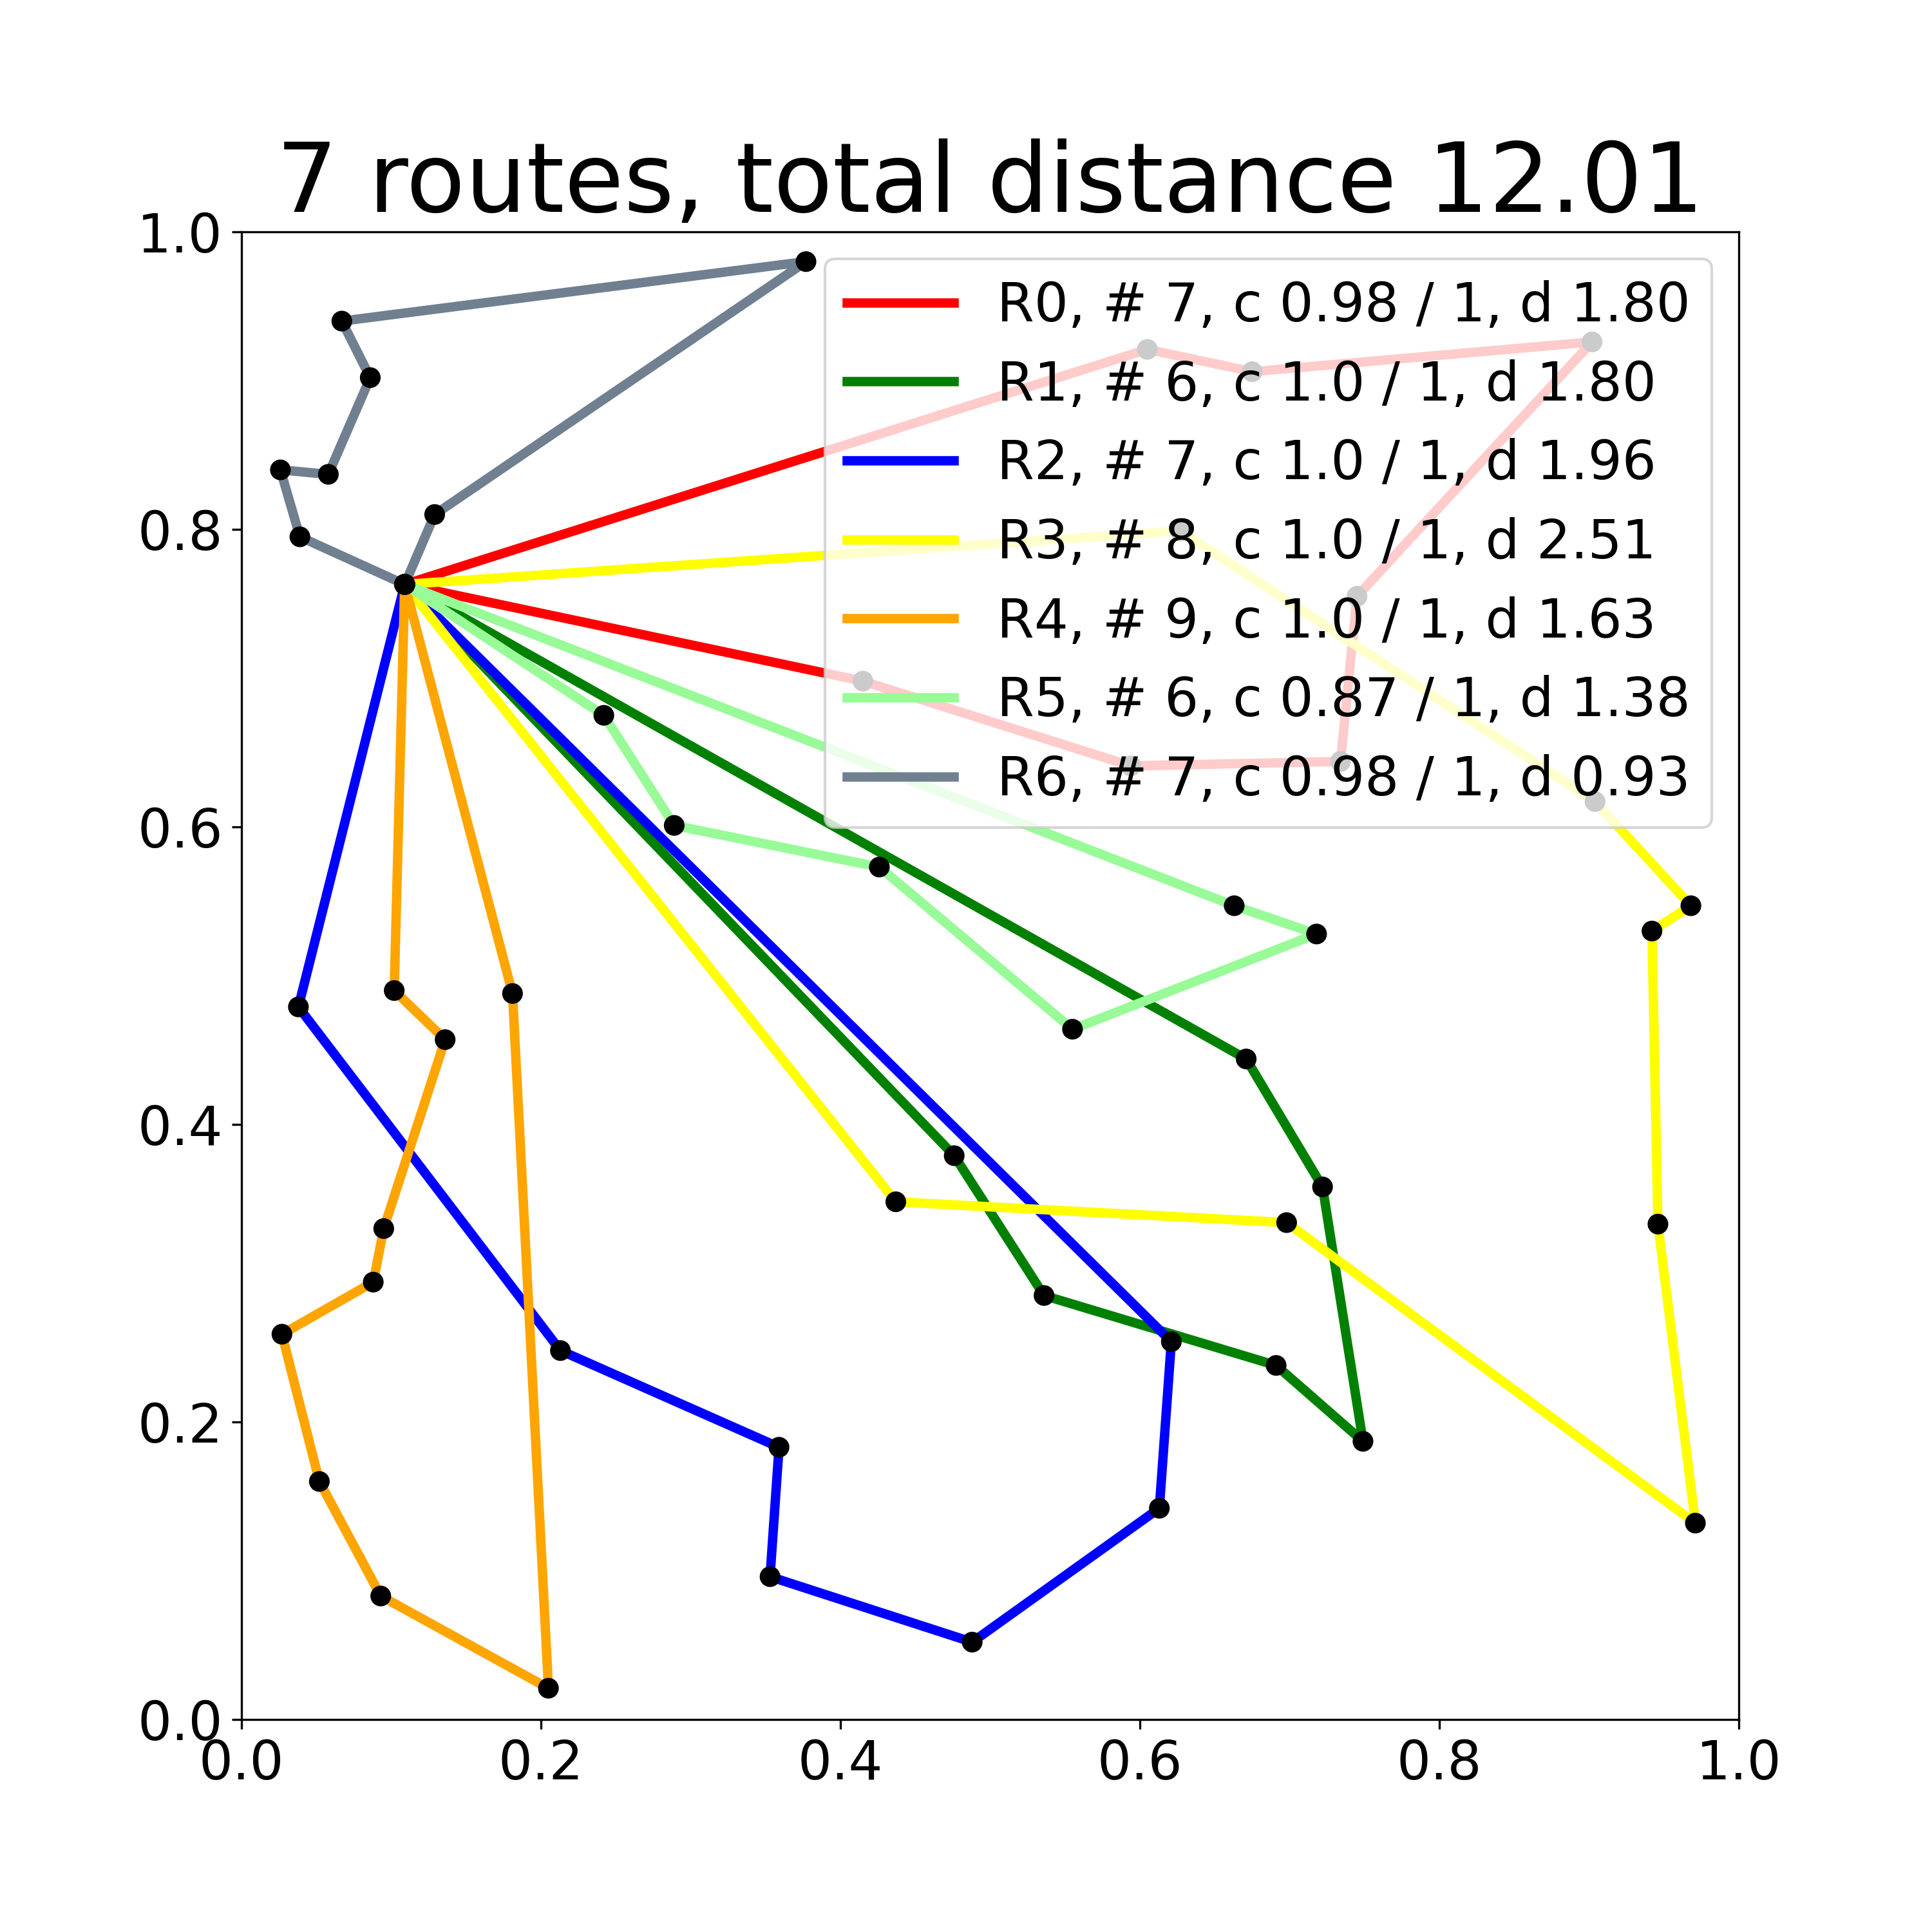 7 routes, total distance 12.01
1.0
R0, # 7, c 0.98 / 1, d 1.80
R1, # 6, c 1.0 / 1, d 1.80
R2, # 7, c 1.0 / 1, d 1.96
0.8
R3, # 8, c 1.0 / 1, d 2.51
R4, # 9, c 1.0 / 1, d 1.63
R5, # 6, c 0.87 / 1, d 1.38
R6, # 7, c 0.98 / 1, d 0.93
0.6
0.4
0.2
0.0
0.0 0.2 0.4 0.6 0.8 1.0